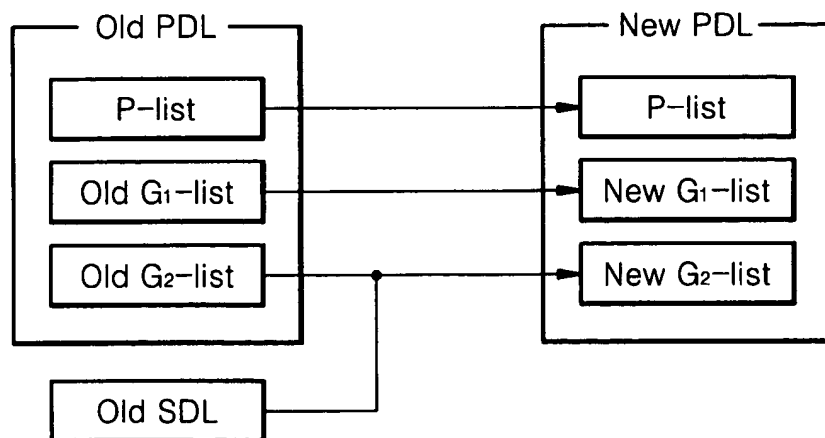 Old PDL
New PDL
P-list
P-list
Old G₁-list
New G₁-list
Old G₂-list
New G₂-list
Old SDL